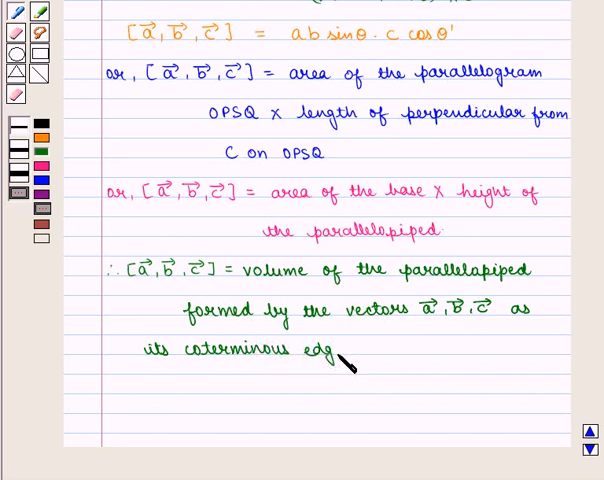 [a⃗, b⃗, c⃗] = ab sinθ · c cosθ'
or, [a⃗, b⃗, c⃗] = area of the parallelogram
OPSQ × length of perpendicular from
C on OPSQ
or, [a⃗, b⃗, c⃗] = area of the base × height of
the parallelopiped
∴ [a⃗, b⃗, c⃗] = volume of the parallelapiped
formed by the vectors a⃗, b⃗, c⃗ as
its coterminous edg